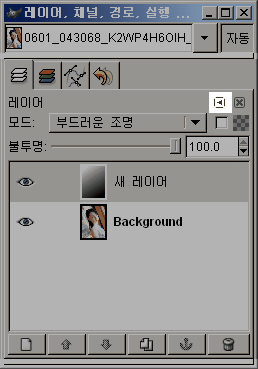 레이어, 채널, 경로, 실행 ...
0601_043068_K2WP4H6OIH_
자동
레이어
모드: 부드러운 조명
불투명: 100.0
새 레이어
Background